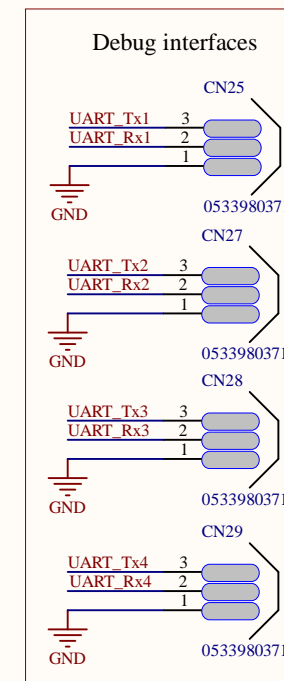 Debug interfaces
CN25
UART_Tx1 3
UART_Rx1 2
1
GND
053398037
CN27
UART_Tx2 3
UART_Rx2 2
1
GND
0533980371
CN28
UART_Tx3 3
UART_Rx3 2
1
GND
0533980371
CN29
UART_Tx4 3
UART_Rx4 2
1
GND
0533980371